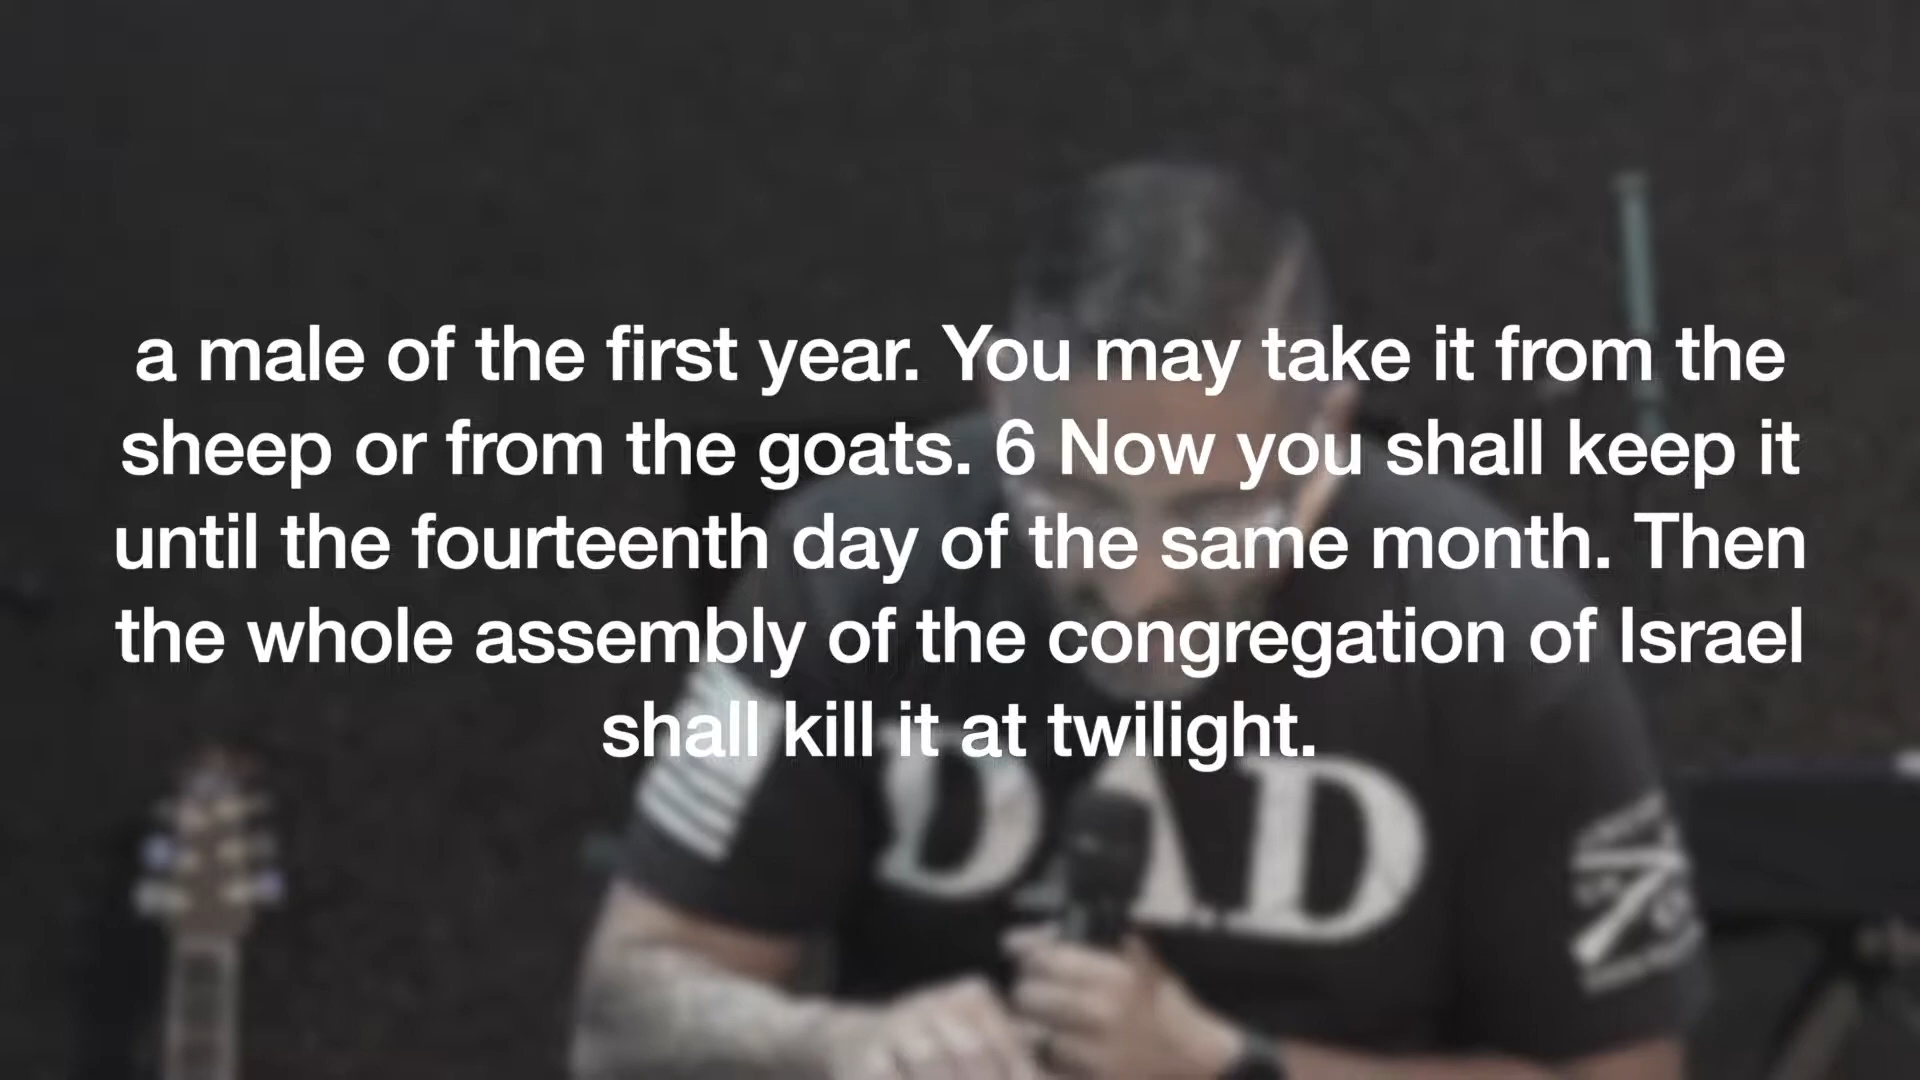 a male of the first year. You may take it from the
sheep or from the goats. 6 Now you shall keep it
until the fourteenth day of the same month. Then
the whole assembly of the congregation of Israel
shall kill it at twilight.
D.A.D